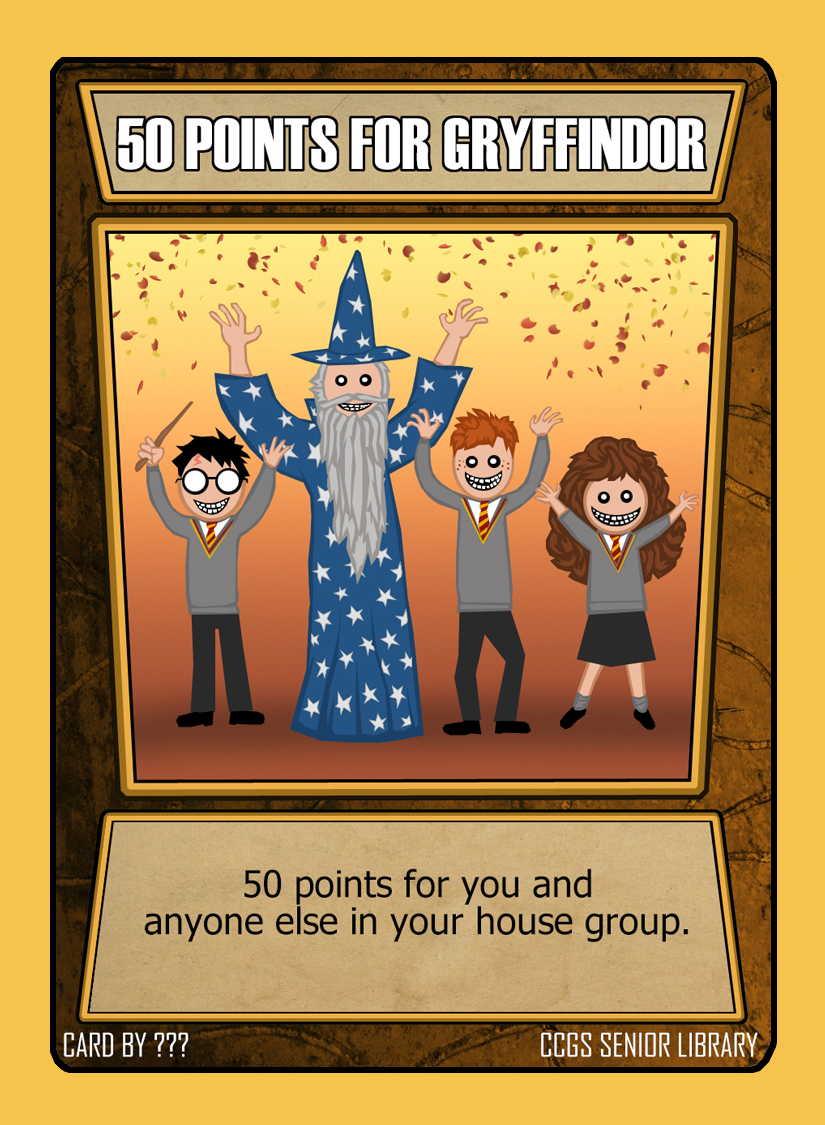 50 POINTS FOR GRYFFINDOR
50 points for you and
anyone else in your house group.
CARD BY ???
CCGS SENIOR LIBRARY